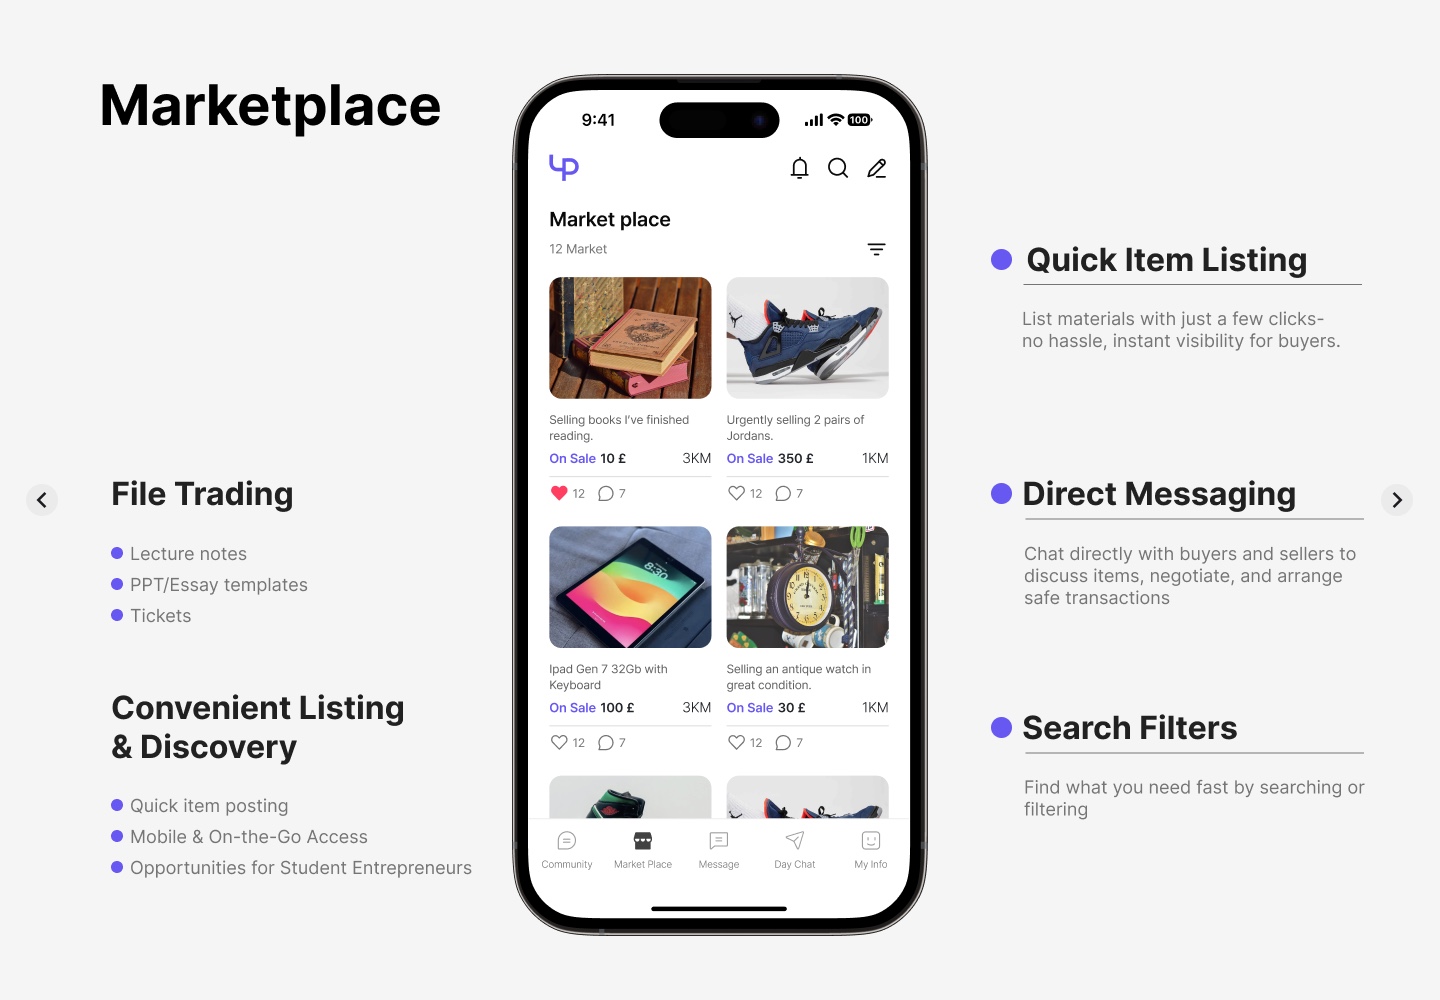 Marketplace
File Trading
Lecture notes
PPT/Essay templates
Tickets
Convenient Listing
& Discovery
Quick item posting
Mobile & On-the-Go Access
Opportunities for Student Entrepreneurs
9:41
100
Market place
12 Market
Selling books I've finished
reading.
On Sale 10 £ 3KM
12 7
Urgently selling 2 pairs of
Jordans.
On Sale 350 £ 1KM
12 7
8:30
Ipad Gen 7 32Gb with
Keyboard
On Sale 100 £ 3KM
12 7
Selling an antique watch in
great condition.
On Sale 30 £ 1KM
12 7
Community
Market Place
Message
Day Chat
My Info
Quick Item Listing
List materials with just a few clicks-
no hassle, instant visibility for buyers.
Direct Messaging
Chat directly with buyers and sellers to
discuss items, negotiate, and arrange
safe transactions
Search Filters
Find what you need fast by searching or
filtering